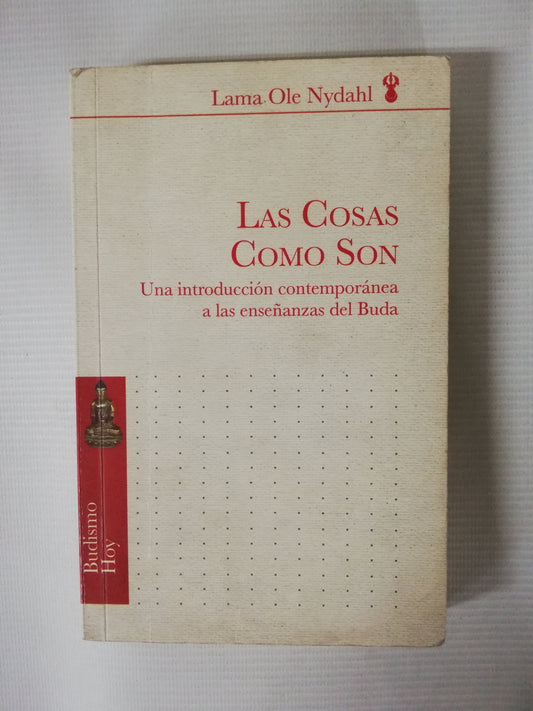 Lama Ole Nydahl
LAS COSAS
COMO SON
Una introducción contemporánea
a las enseñanzas del Buda
Budismo
Hoy